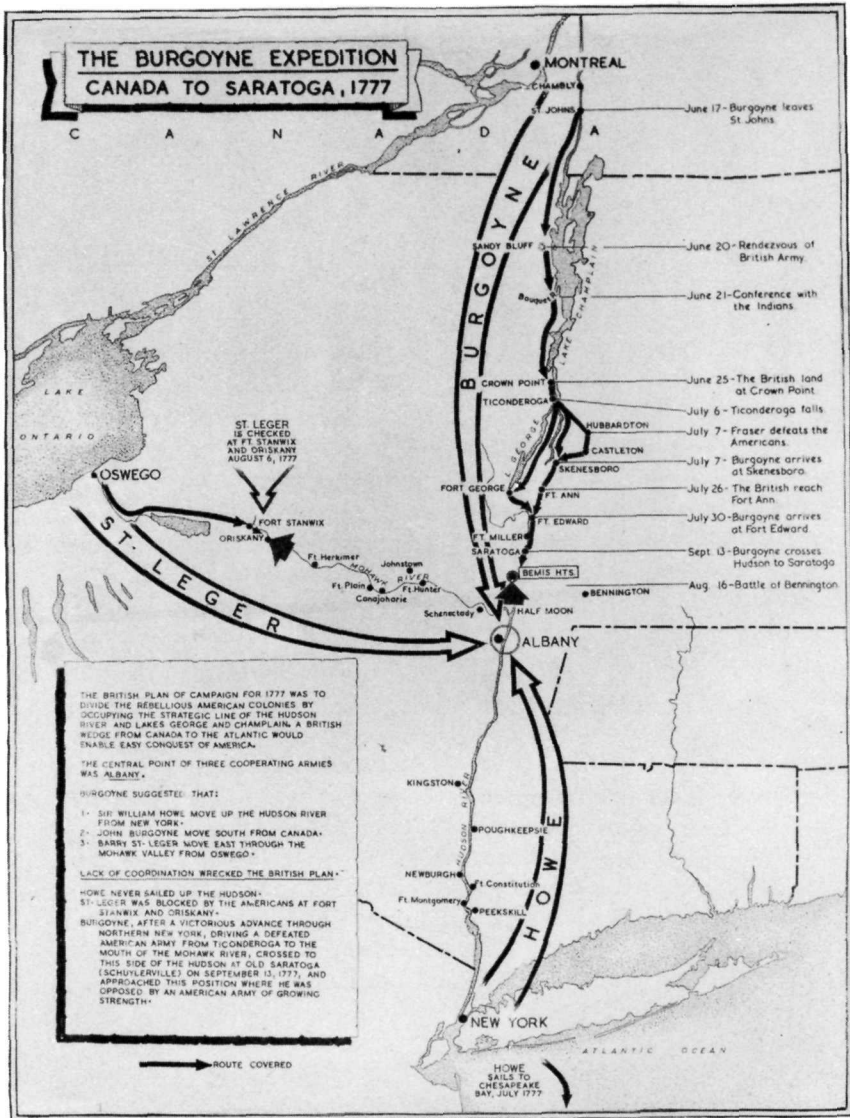 THE BURGOYNE EXPEDITION
CANADA TO SARATOGA, 1777
C A N A D A
MONTREAL
CHAMBLY
ST. JOHNS
June 17-Burgoyne leaves
St. Johns.
ST. LAWRENCE RIVER
BURGOYNE
SANDY BLUFF
June 20-Rendezvous of
British Army.
Bouquet R.
June 21-Conference with
the Indians.
LAKE CHAMPLAIN
LAKE
ONTARIO
CROWN POINT
June 25-The British land
at Crown Point.
TICONDEROGA
July 6-Ticonderoga falls.
L. GEORGE
HUBBARDTON
July 7-Fraser defeats the
Americans.
CASTLETON
SKENESBORO
July 7-Burgoyne arrives
at Skenesboro.
ST. LEGER
IS CHECKED
AT FT. STANWIX
AND ORISKANY
AUGUST 6, 1777
OSWEGO
FORT GEORGE
FT. ANN
July 26-The British reach
Fort Ann.
FORT STANWIX
ORISKANY
FT. EDWARD
July 30-Burgoyne arrives
at Fort Edward.
FT. MILLER
SARATOGA
Sept. 13-Burgoyne crosses
Hudson to Saratoga.
ST. LEGER
Ft. Herkimer
MOHAWK RIVER
Johnstown
Ft. Plain
Ft. Hunter
Canajoharie
BEMIS HTS.
Aug. 16-Battle of Bennington.
BENNINGTON
Schenectady
HALF MOON
ALBANY
THE BRITISH PLAN OF CAMPAIGN FOR 1777 WAS TO
DIVIDE THE REBELLIOUS AMERICAN COLONIES BY
OCCUPYING THE STRATEGIC LINE OF THE HUDSON
RIVER AND LAKES GEORGE AND CHAMPLAIN. A BRITISH
WEDGE FROM CANADA TO THE ATLANTIC WOULD
ENABLE EASY CONQUEST OF AMERICA.
THE CENTRAL POINT OF THREE COOPERATING ARMIES
WAS ALBANY.
BURGOYNE SUGGESTED THAT:
1- SIR WILLIAM HOWE MOVE UP THE HUDSON RIVER
FROM NEW YORK.
2- JOHN BURGOYNE MOVE SOUTH FROM CANADA.
3- BARRY ST. LEGER MOVE EAST THROUGH THE
MOHAWK VALLEY FROM OSWEGO.
LACK OF COORDINATION WRECKED THE BRITISH PLAN.
HOWE NEVER SAILED UP THE HUDSON.
ST. LEGER WAS BLOCKED BY THE AMERICANS AT FORT
STANWIX AND ORISKANY.
BURGOYNE, AFTER A VICTORIOUS ADVANCE THROUGH
NORTHERN NEW YORK, DRIVING A DEFEATED
AMERICAN ARMY FROM TICONDEROGA TO THE
MOUTH OF THE MOHAWK RIVER, CROSSED TO
THIS SIDE OF THE HUDSON AT OLD SARATOGA
(SCHUYLERVILLE) ON SEPTEMBER 13, 1777, AND
APPROACHED THIS POSITION WHERE HE WAS
OPPOSED BY AN AMERICAN ARMY OF GROWING
STRENGTH.
KINGSTON
HUDSON RIVER
POUGHKEEPSIE
NEWBURGH
Ft. Constitution
Ft. Montgomery
PEEKSKILL
HOWE
NEW YORK
ATLANTIC OCEAN
ROUTE COVERED
HOWE
SAILS TO
CHESAPEAKE
BAY, JULY 1777